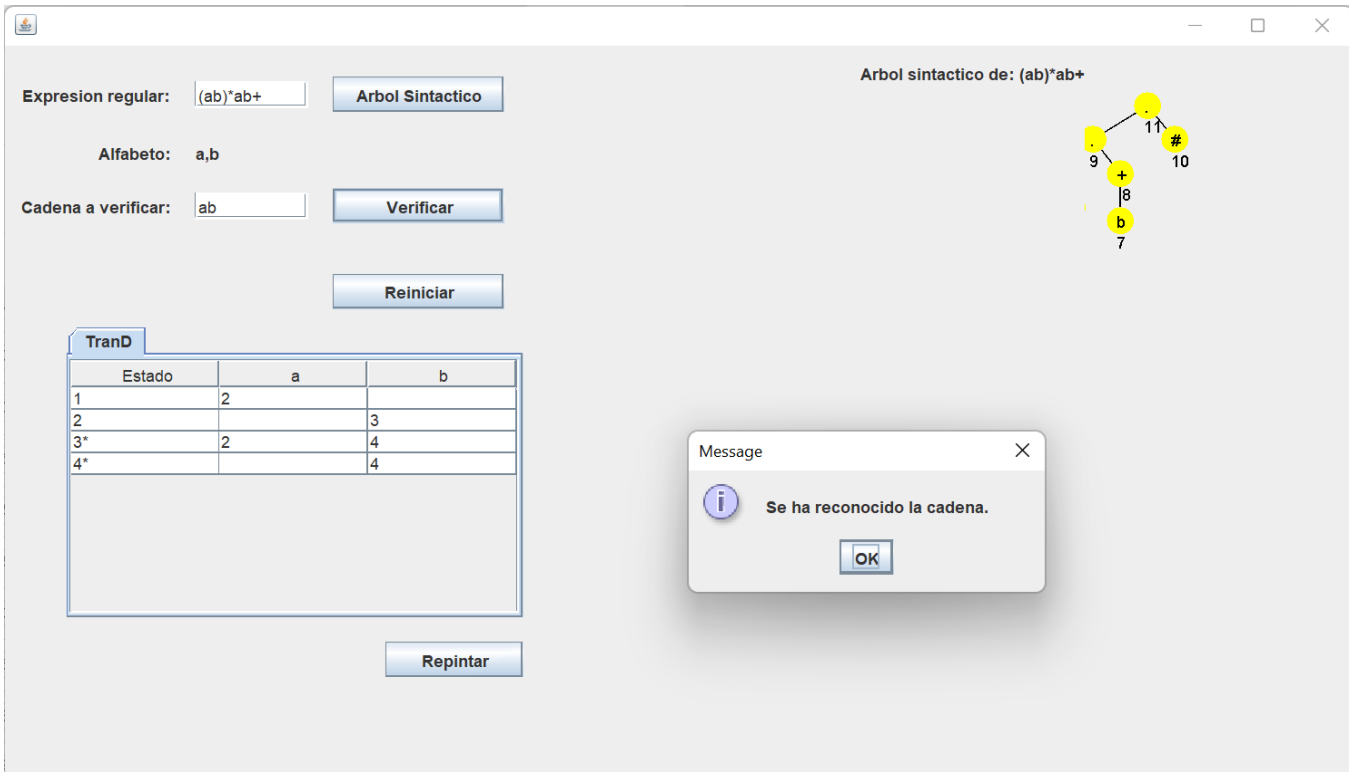 Expresion regular: (ab)*ab+ Arbol Sintactico
Alfabeto: a,b
Cadena a verificar: ab Verificar
Reiniciar
TranD
Estado a b
1 2
2 3
3* 2 4
4* 4
Repintar
Arbol sintactico de: (ab)*ab+
.
11
. #
9 10
+
8
b
7
Message
Se ha reconocido la cadena.
OK